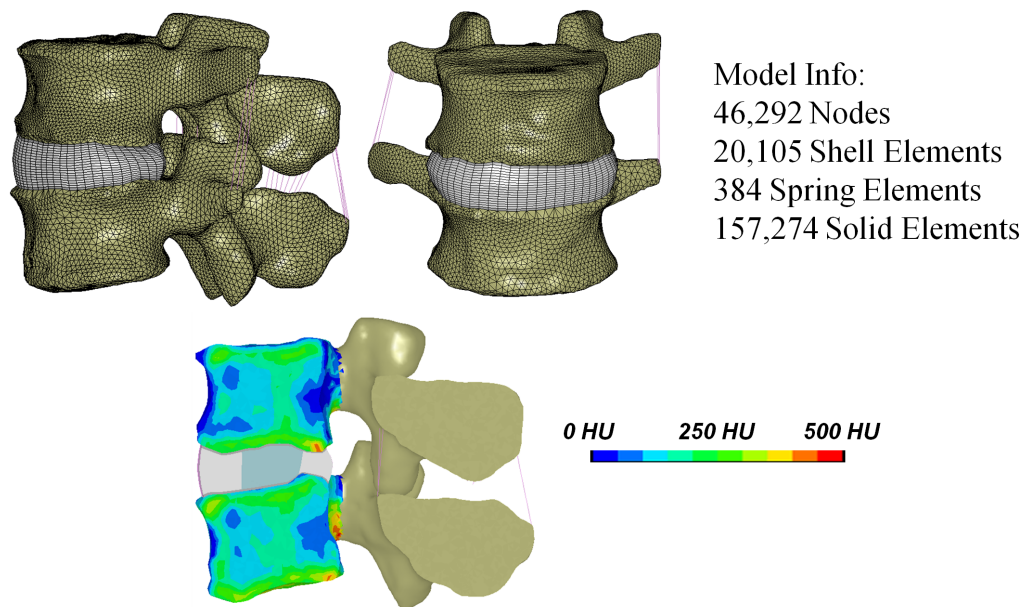 Model Info:
46,292 Nodes
20,105 Shell Elements
384 Spring Elements
157,274 Solid Elements
0 HU 250 HU 500 HU